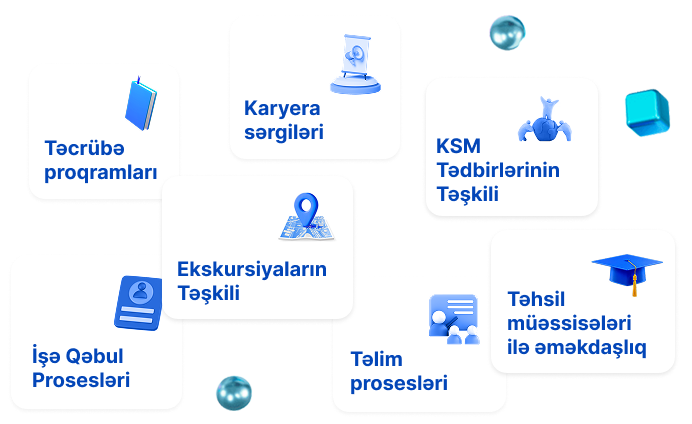 Təcrübə
proqramları
Karyera
sərgiləri
KSM
Tədbirlərinin
Təşkili
Ekskursiyaların
Təşkili
Təhsil
müəssisələri
ilə əməkdaşlıq
İşə Qəbul
Prosesləri
Təlim
prosesləri